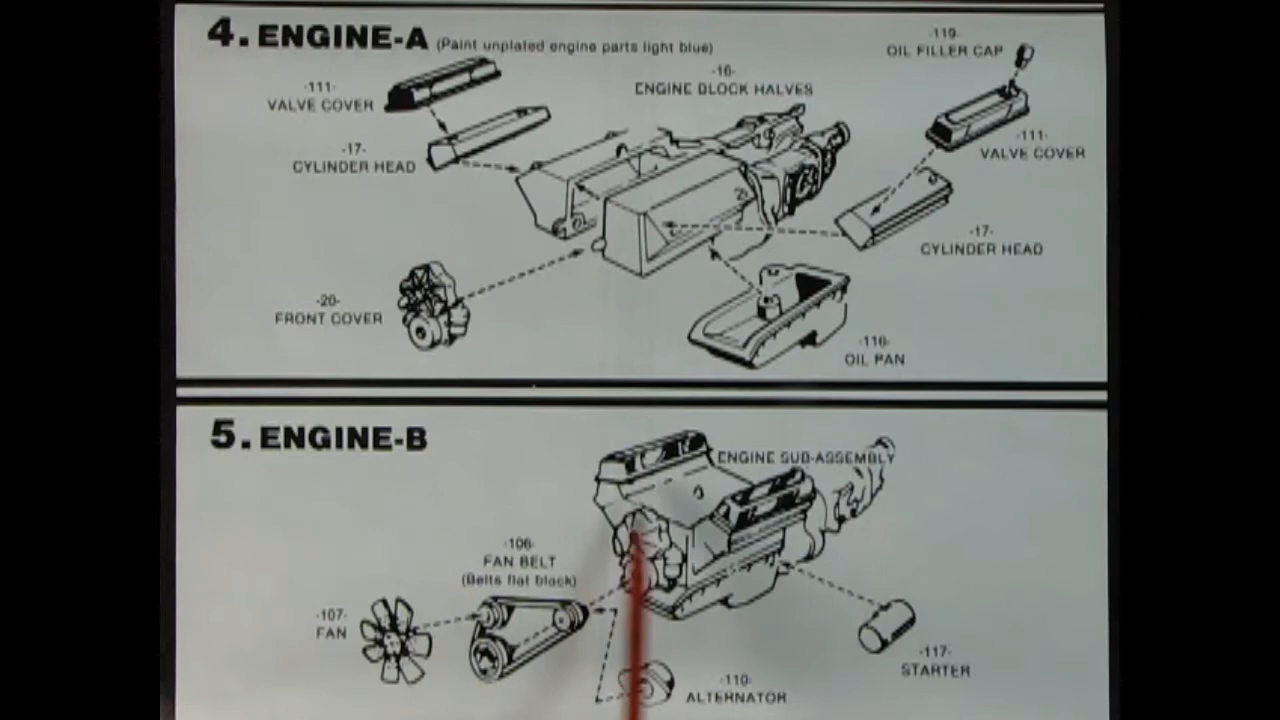 4. ENGINE-A (Paint unplated engine parts light blue)
-119-
OIL FILLER CAP
-111-
VALVE COVER
-16-
ENGINE BLOCK HALVES
-111-
VALVE COVER
-17-
CYLINDER HEAD
-17-
CYLINDER HEAD
-20-
FRONT COVER
-116-
OIL PAN
5. ENGINE-B
ENGINE SUB-ASSEMBLY
-106-
FAN BELT
(Belts flat black)
-107-
FAN
-117-
STARTER
-110-
ALTERNATOR